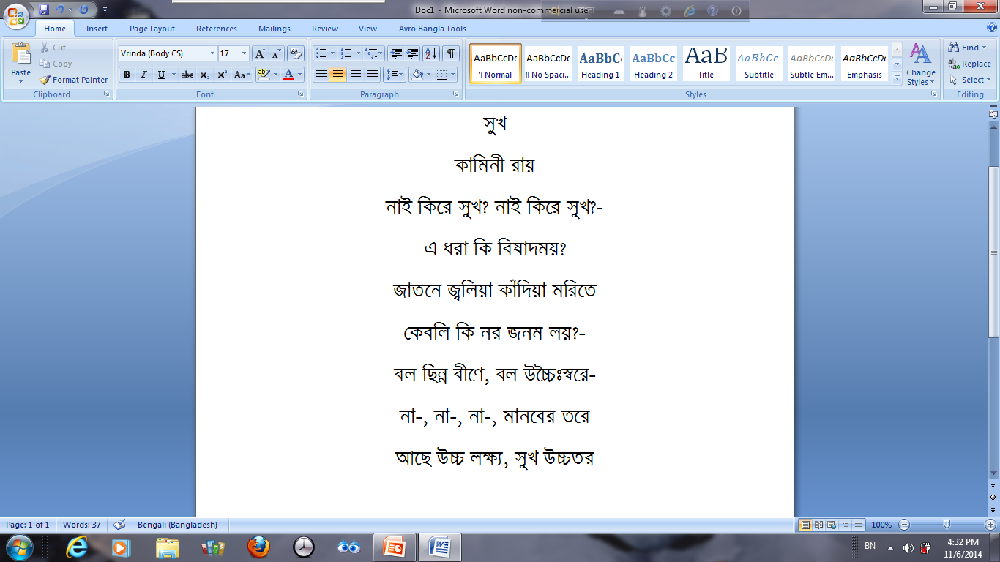 Doc1 - Microsoft Word non-commercial use
Home Insert Page Layout References Mailings Review View Avro Bangla Tools
Paste Cut Copy Format Painter
Clipboard
Vrinda (Body CS) 17
Font
Paragraph
AaBbCcDc AaBbCcDc AaBbC AaBbCc AaB AaBbCc. AaBbCcDc AaBbCcDc
¶ Normal ¶ No Spaci... Heading 1 Heading 2 Title Subtitle Subtle Em... Emphasis
Change Styles
Styles
Find Replace Select
Editing
সুখ
কামিনী রায়
নাই কিরে সুখ? নাই কিরে সুখ?-
এ ধরা কি বিষাদময়?
জাতনে জ্বলিয়া কাঁদিয়া মরিতে
কেবলি কি নর জনম লয়?-
বল ছিন্ন বীণে, বল উচ্চৈঃস্বরে-
না-, না-, না-, মানবের তরে
আছে উচ্চ লক্ষ্য, সুখ উচ্চতর
Page: 1 of 1 Words: 37 Bengali (Bangladesh) 100%
BN 4:32 PM
11/6/2014